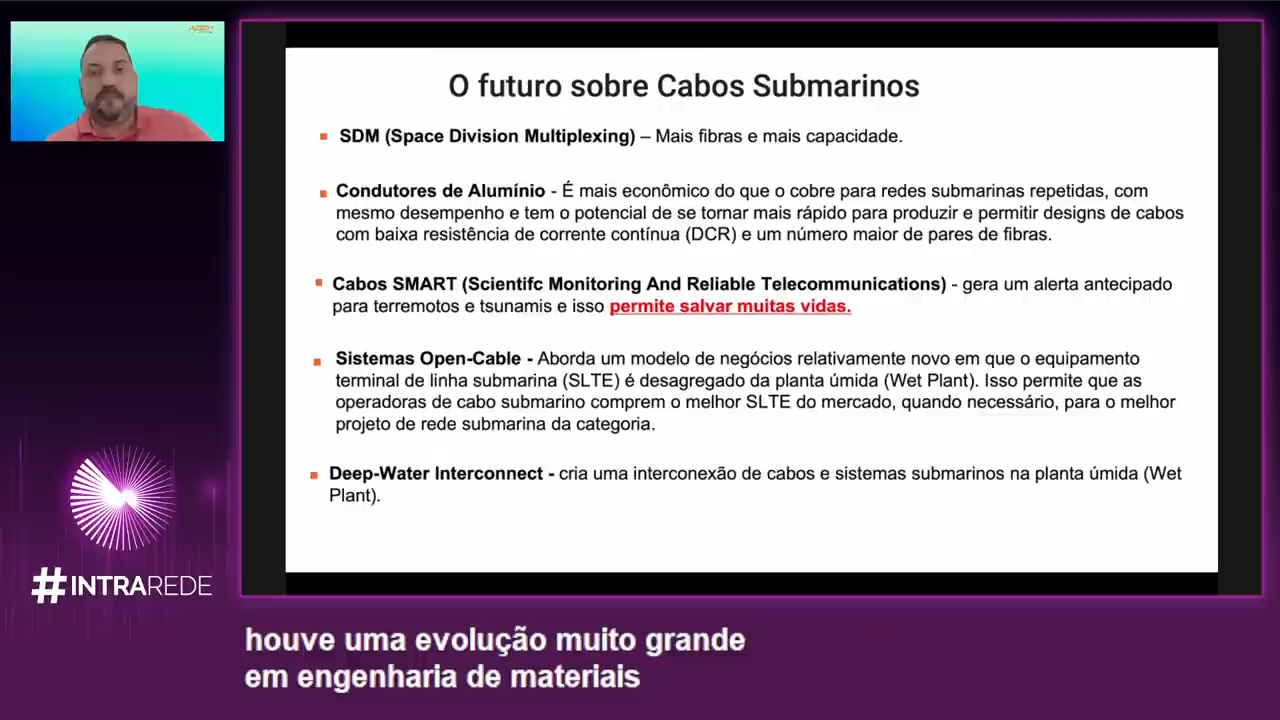 O futuro sobre Cabos Submarinos
SDM (Space Division Multiplexing) – Mais fibras e mais capacidade.
Condutores de Alumínio - É mais econômico do que o cobre para redes submarinas repetidas, com
mesmo desempenho e tem o potencial de se tornar mais rápido para produzir e permitir designs de cabos
com baixa resistência de corrente contínua (DCR) e um número maior de pares de fibras.
Cabos SMART (Scientifc Monitoring And Reliable Telecommunications) - gera um alerta antecipado
para terremotos e tsunamis e isso permite salvar muitas vidas.
Sistemas Open-Cable - Aborda um modelo de negócios relativamente novo em que o equipamento
terminal de linha submarina (SLTE) é desagregado da planta úmida (Wet Plant). Isso permite que as
operadoras de cabo submarino comprem o melhor SLTE do mercado, quando necessário, para o melhor
projeto de rede submarina da categoria.
Deep-Water Interconnect - cria uma interconexão de cabos e sistemas submarinos na planta úmida (Wet
Plant).
#INTRAREDE
houve uma evolução muito grande
em engenharia de materiais